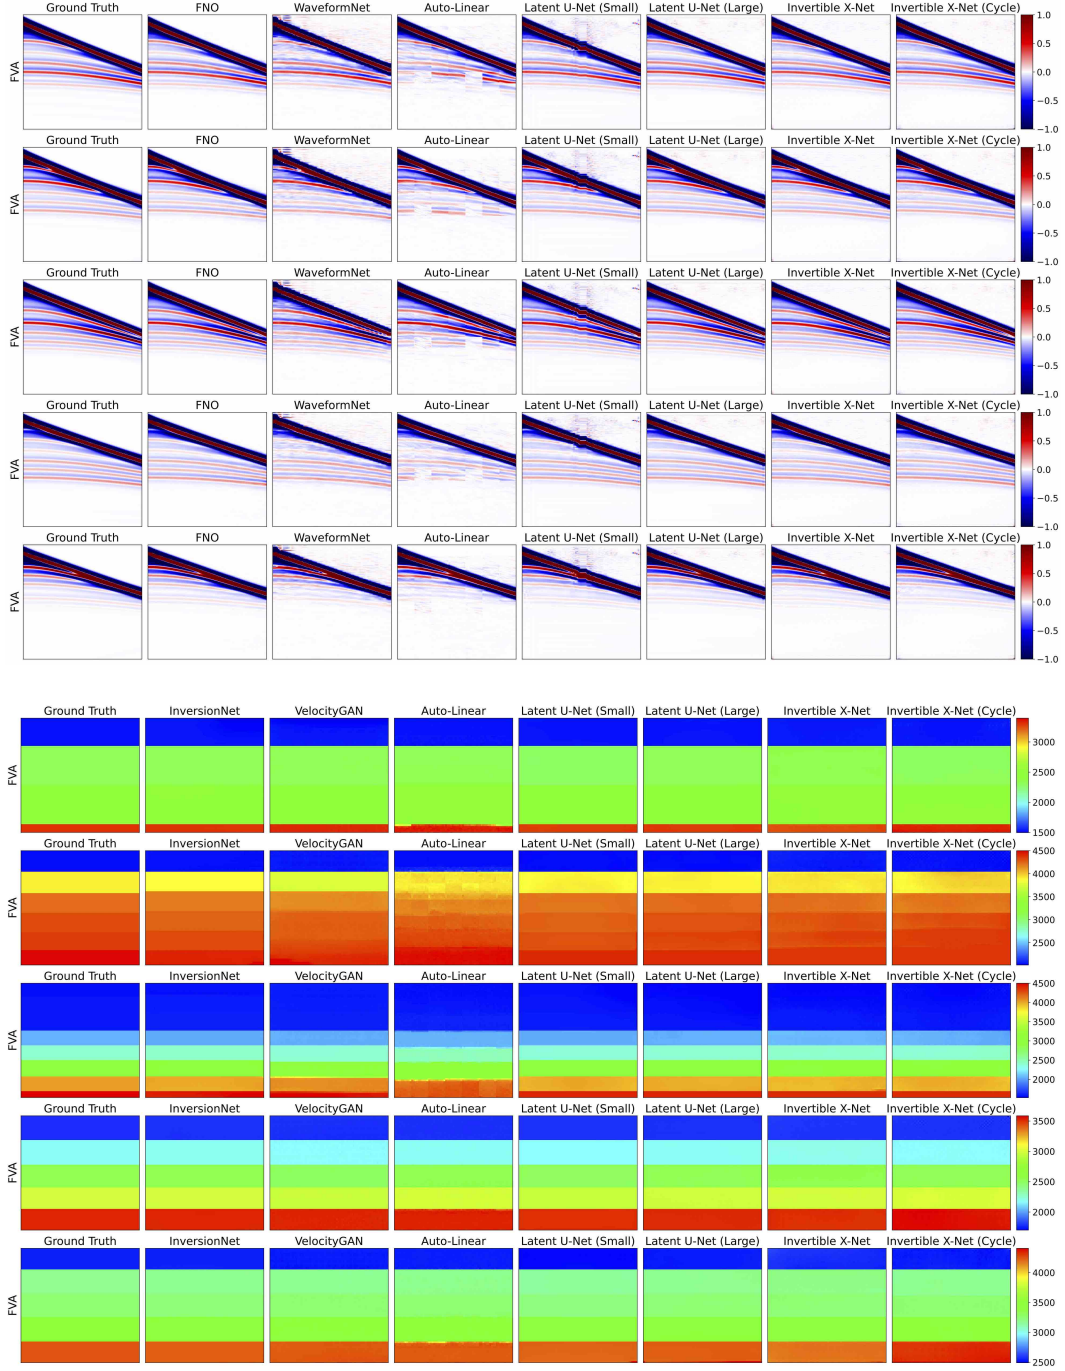 Ground Truth FNO WaveformNet Auto-Linear Latent U-Net (Small) Latent U-Net (Large) Invertible X-Net Invertible X-Net (Cycle)
FVA
1.0
0.5
0.0
−0.5
−1.0
Ground Truth FNO WaveformNet Auto-Linear Latent U-Net (Small) Latent U-Net (Large) Invertible X-Net Invertible X-Net (Cycle)
FVA
1.0
0.5
0.0
−0.5
−1.0
Ground Truth FNO WaveformNet Auto-Linear Latent U-Net (Small) Latent U-Net (Large) Invertible X-Net Invertible X-Net (Cycle)
FVA
1.0
0.5
0.0
−0.5
−1.0
Ground Truth FNO WaveformNet Auto-Linear Latent U-Net (Small) Latent U-Net (Large) Invertible X-Net Invertible X-Net (Cycle)
FVA
1.0
0.5
0.0
−0.5
−1.0
Ground Truth FNO WaveformNet Auto-Linear Latent U-Net (Small) Latent U-Net (Large) Invertible X-Net Invertible X-Net (Cycle)
FVA
1.0
0.5
0.0
−0.5
−1.0
Ground Truth InversionNet VelocityGAN Auto-Linear Latent U-Net (Small) Latent U-Net (Large) Invertible X-Net Invertible X-Net (Cycle)
FVA
3000
2500
2000
1500
Ground Truth InversionNet VelocityGAN Auto-Linear Latent U-Net (Small) Latent U-Net (Large) Invertible X-Net Invertible X-Net (Cycle)
FVA
4500
4000
3500
3000
2500
Ground Truth InversionNet VelocityGAN Auto-Linear Latent U-Net (Small) Latent U-Net (Large) Invertible X-Net Invertible X-Net (Cycle)
FVA
4500
4000
3500
3000
2500
2000
Ground Truth InversionNet VelocityGAN Auto-Linear Latent U-Net (Small) Latent U-Net (Large) Invertible X-Net Invertible X-Net (Cycle)
FVA
3500
3000
2500
2000
Ground Truth InversionNet VelocityGAN Auto-Linear Latent U-Net (Small) Latent U-Net (Large) Invertible X-Net Invertible X-Net (Cycle)
FVA
4000
3500
3000
2500